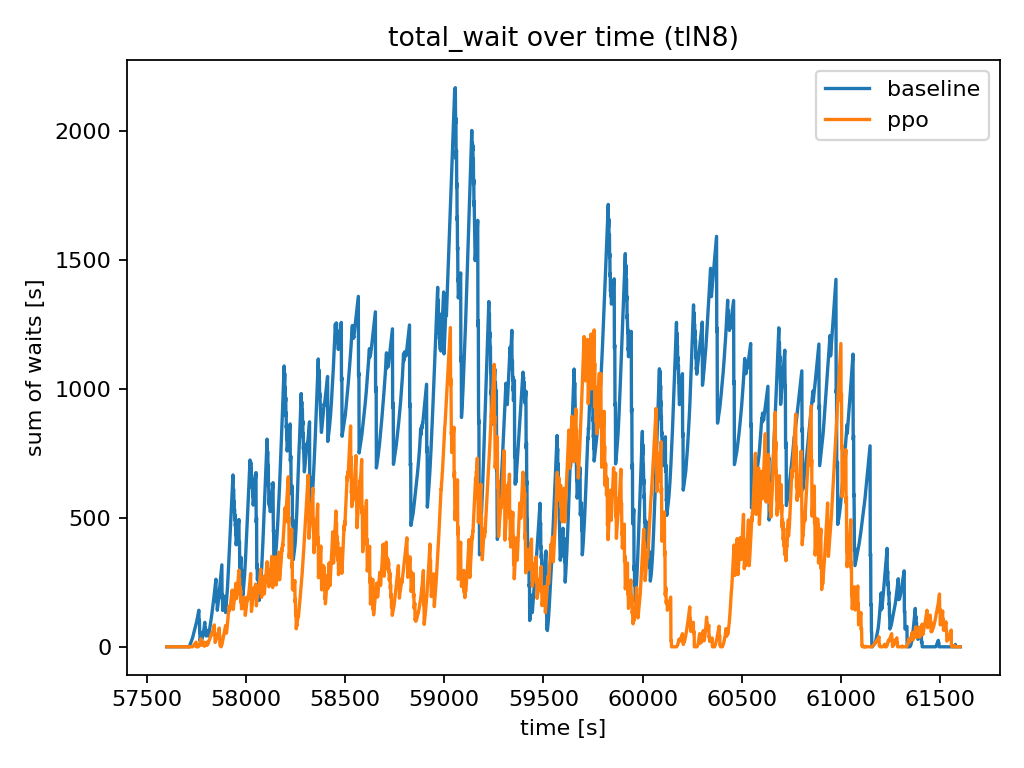 total_wait over time (tlN8)
baseline
ppo
sum of waits [s]
2000
1500
1000
500
0
57500 58000 58500 59000 59500 60000 60500 61000 61500
time [s]